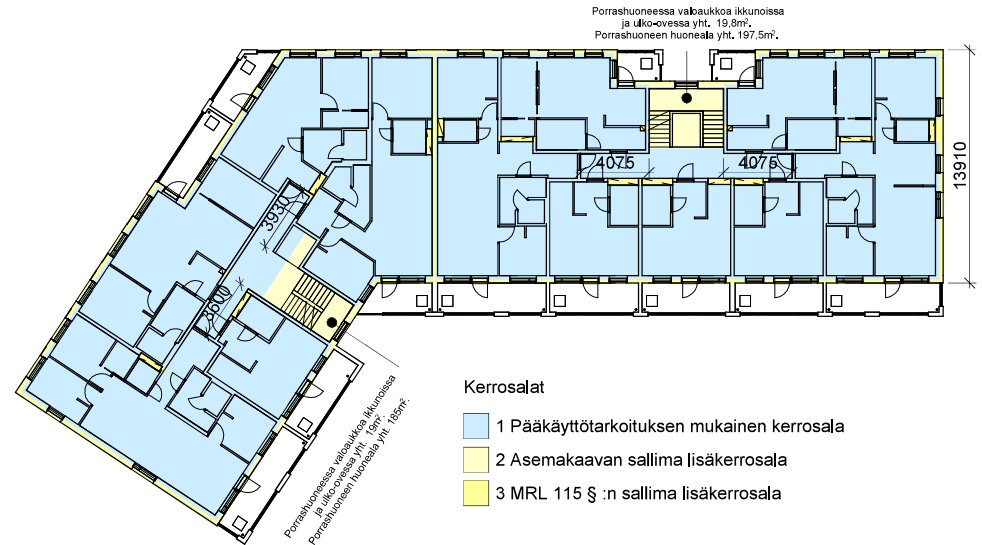 Porrashuoneessa valoaukkoa ikkunoissa
ja ulko-ovessa yht. 19,8m².
Porrashuoneen huoneala yht. 197,5m².
4075
4075
13910
3930
3600
Porrashuoneessa valoaukkoa ikkunoissa
ja ulko-ovessa yht. 19m².
Porrashuoneen huoneala yht. 185m².
Kerrosalat
1 Pääkäyttötarkoituksen mukainen kerrosala
2 Asemakaavan sallima lisäkerrosala
3 MRL 115 § :n sallima lisäkerrosala